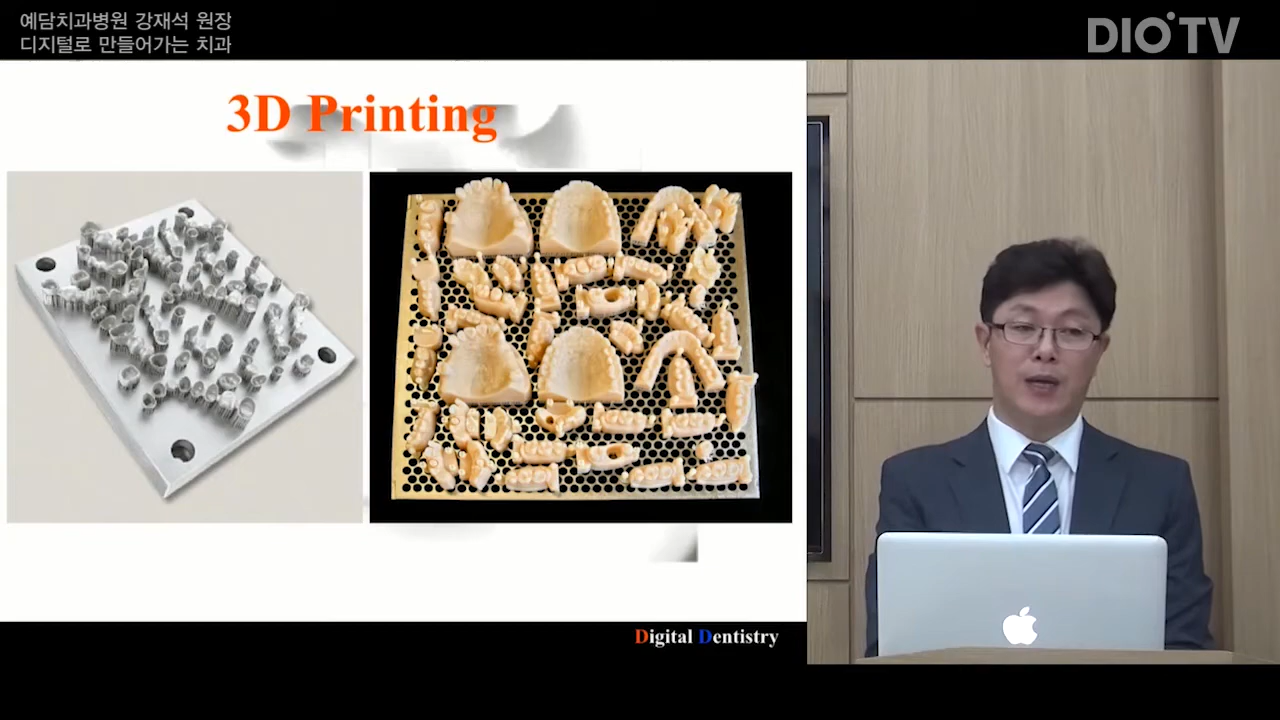 예담치과병원 강재석 원장
디지털로 만들어가는 치과
DIO TV
3D Printing
Digital Dentistry